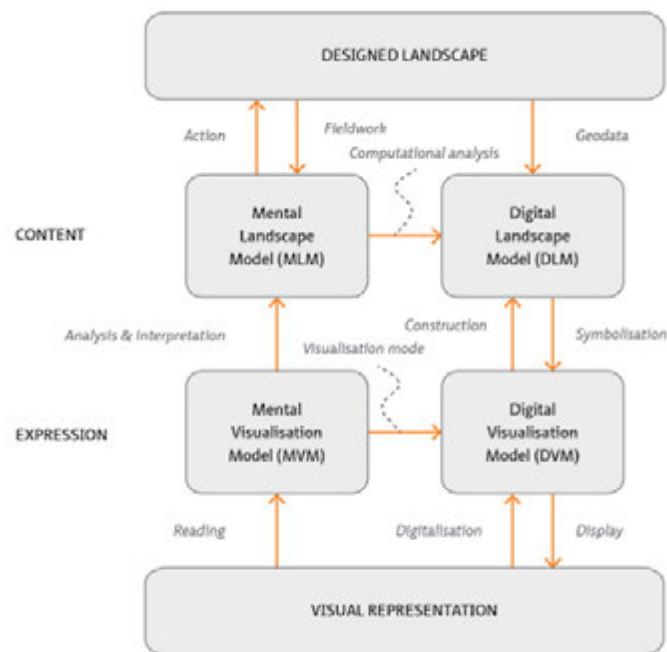 DESIGNED LANDSCAPE
Action
Fieldwork
Computational analysis
Geodata
CONTENT
Mental
Landscape
Model (MLM)
Digital
Landscape
Model (DLM)
Analysis & Interpretation
Construction
Visualisation mode
Symbolisation
EXPRESSION
Mental
Visualisation
Model (MVM)
Digital
Visualisation
Model (DVM)
Reading
Digitalisation
Display
VISUAL REPRESENTATION